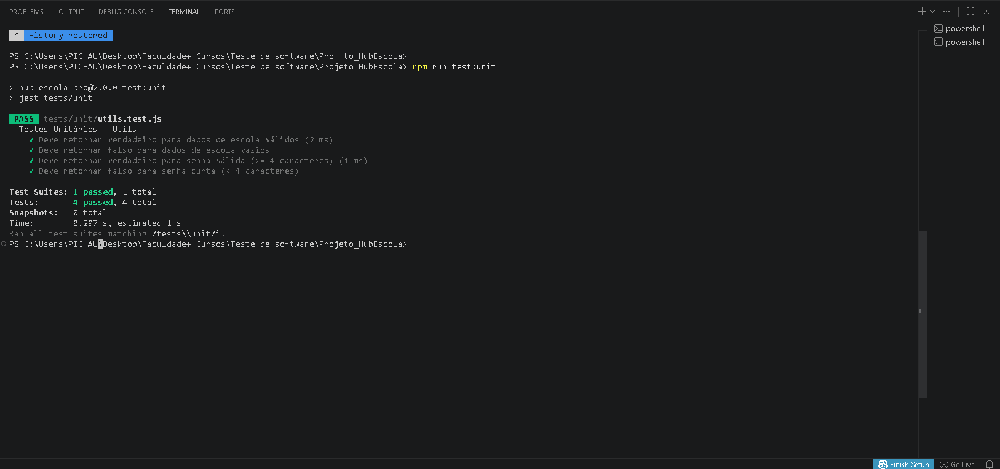 PROBLEMS OUTPUT DEBUG CONSOLE TERMINAL PORTS
* History restored
powershell
powershell
PS C:\Users\PICHAU\Desktop\Faculdade+ Cursos\Teste de software\Pro  to_HubEscola>
PS C:\Users\PICHAU\Desktop\Faculdade+ Cursos\Teste de software\Projeto_HubEscola> npm run test:unit
> hub-escola-pro@2.0.0 test:unit
> jest tests/unit
PASS tests/unit/utils.test.js
Testes Unitários - Utils
√ Deve retornar verdadeiro para dados de escola válidos (2 ms)
√ Deve retornar falso para dados de escola vazios
√ Deve retornar verdadeiro para senha válida (>= 4 caracteres) (1 ms)
√ Deve retornar falso para senha curta (< 4 caracteres)
Test Suites: 1 passed, 1 total
Tests: 4 passed, 4 total
Snapshots: 0 total
Time: 0.297 s, estimated 1 s
Ran all test suites matching /tests\\unit/i.
PS C:\Users\PICHAU\Desktop\Faculdade+ Cursos\Teste de software\Projeto_HubEscola>
Finish Setup Go Live